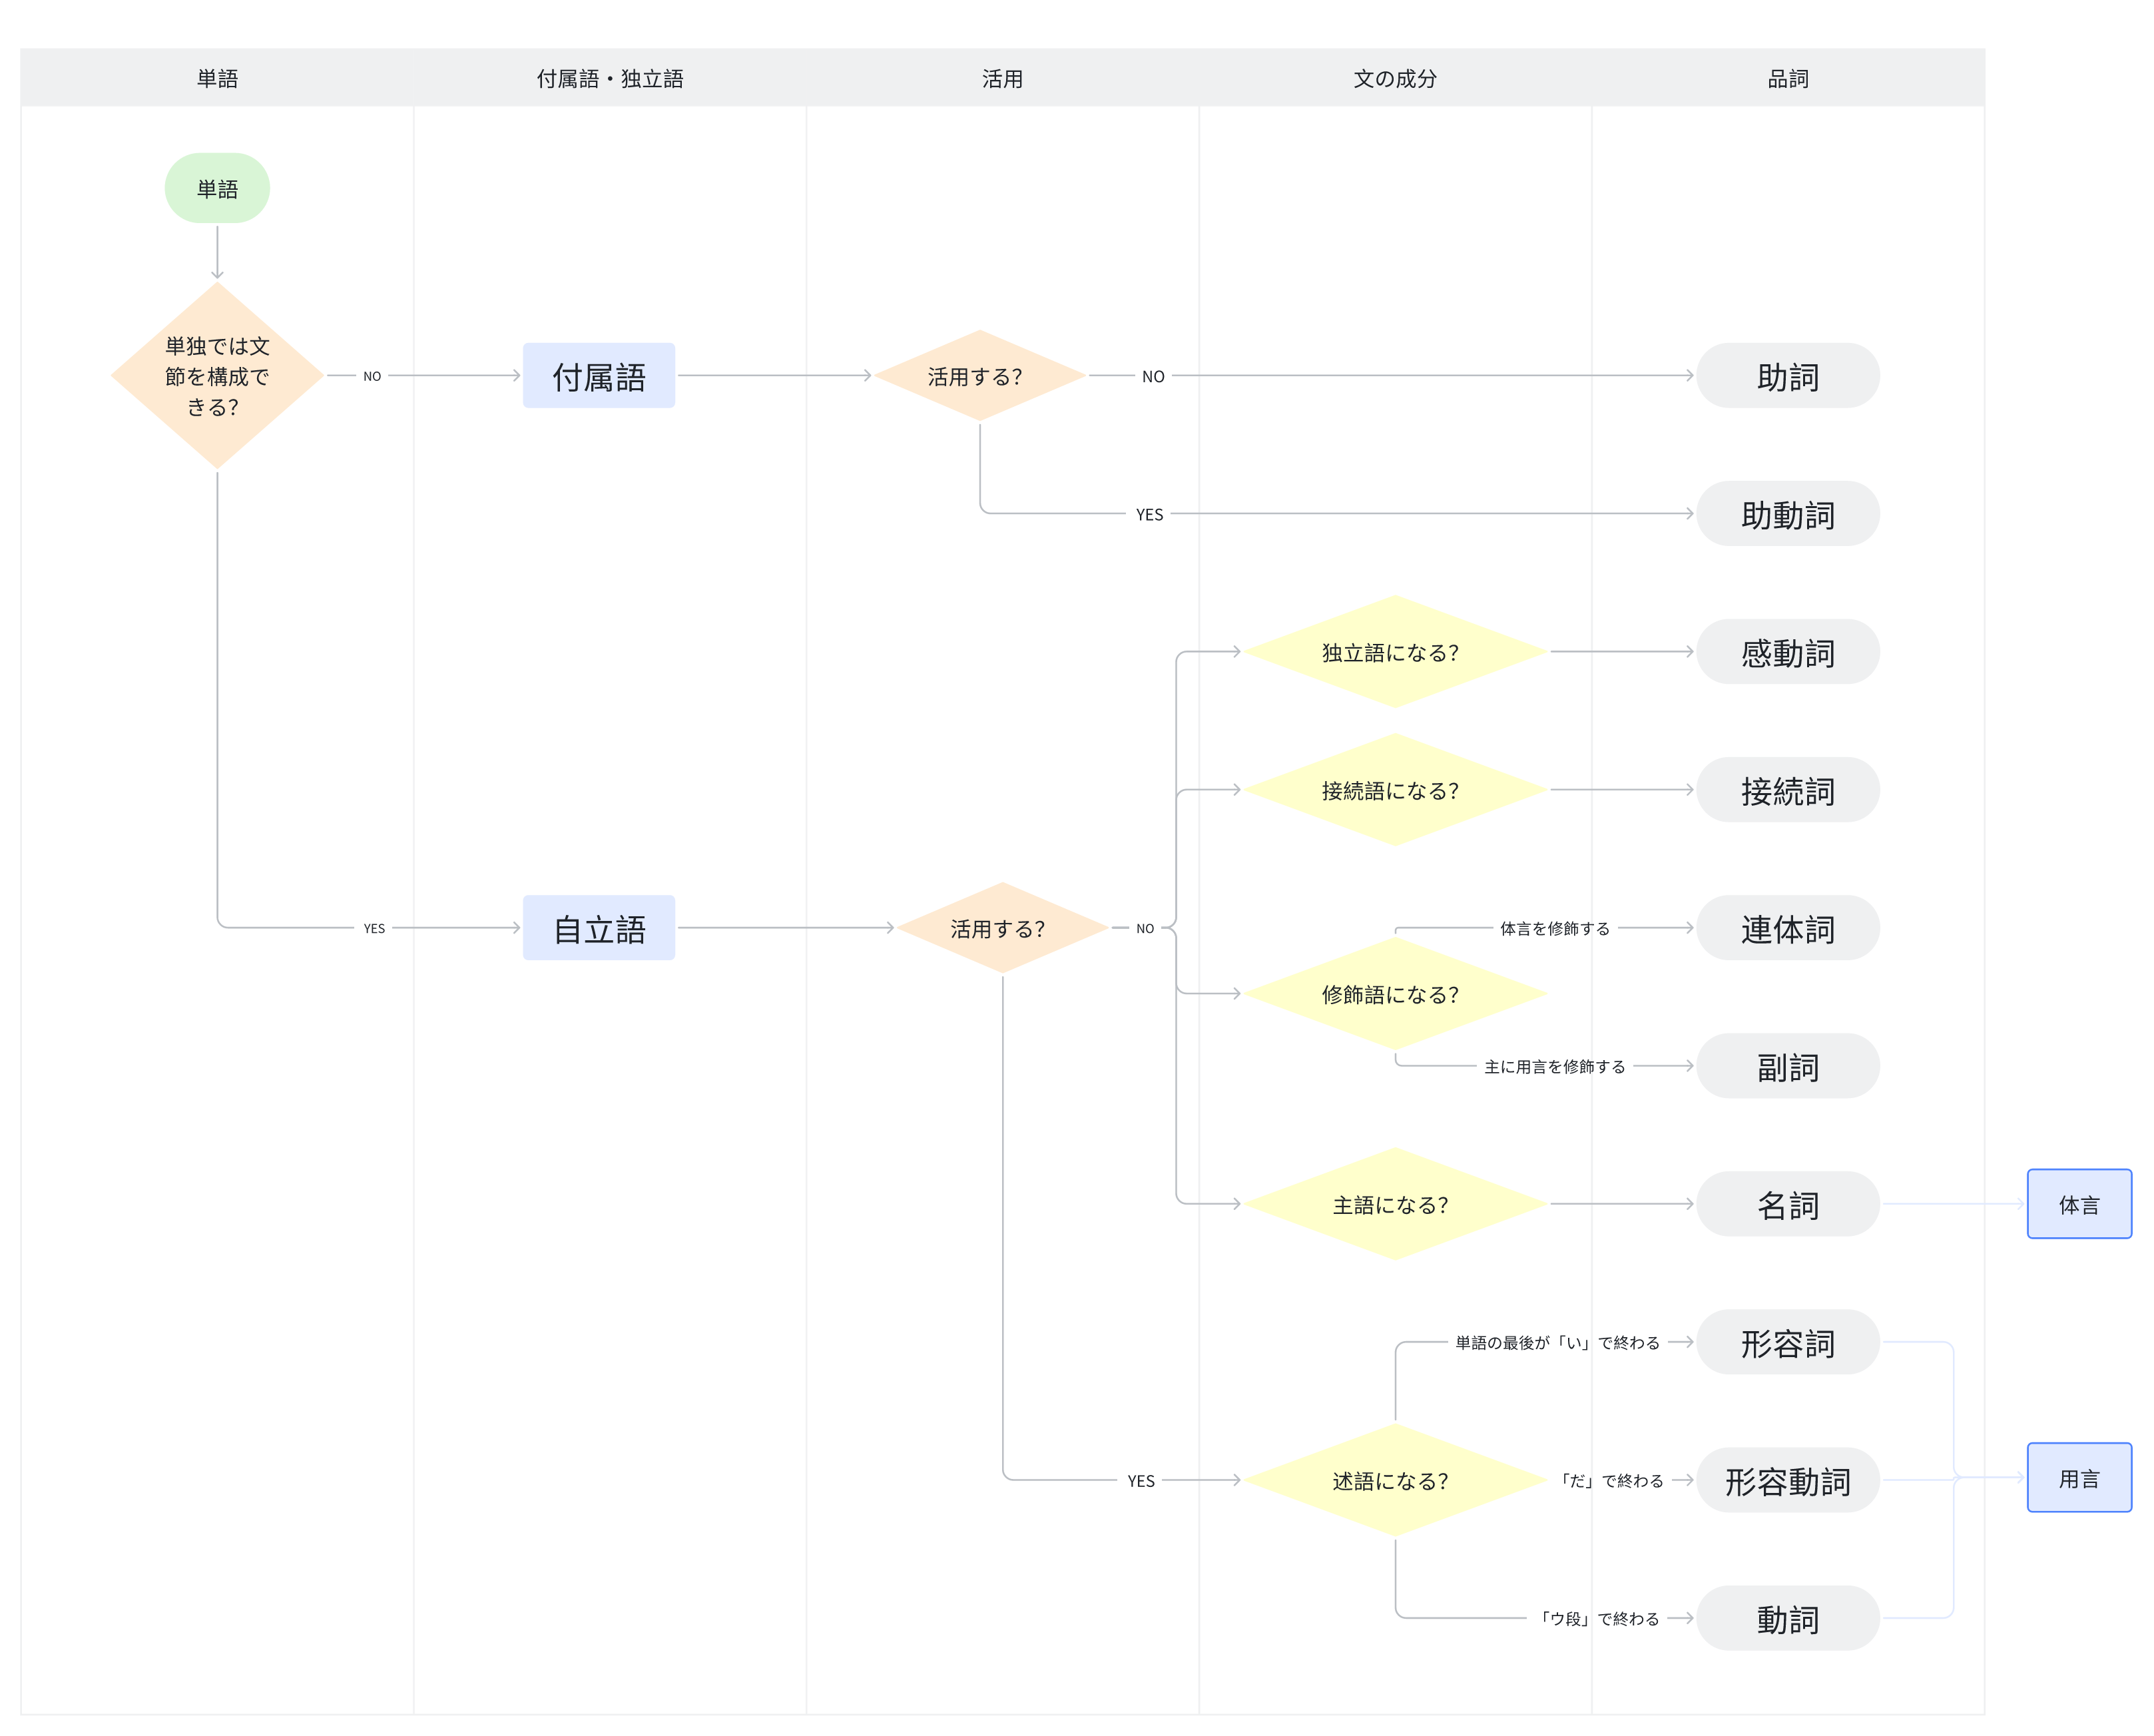 単語
付属語・独立語
活用
文の成分
品詞
単語
単独では文
節を構成で
きる？
NO
付属語
活用する？
NO
助詞
YES
助動詞
独立語になる？
感動詞
接続語になる？
接続詞
YES
自立語
活用する？
NO
体言を修飾する
連体詞
修飾語になる？
主に用言を修飾する
副詞
主語になる？
名詞
体言
単語の最後が「い」で終わる
形容詞
YES
述語になる？
「だ」で終わる
形容動詞
用言
「ウ段」で終わる
動詞